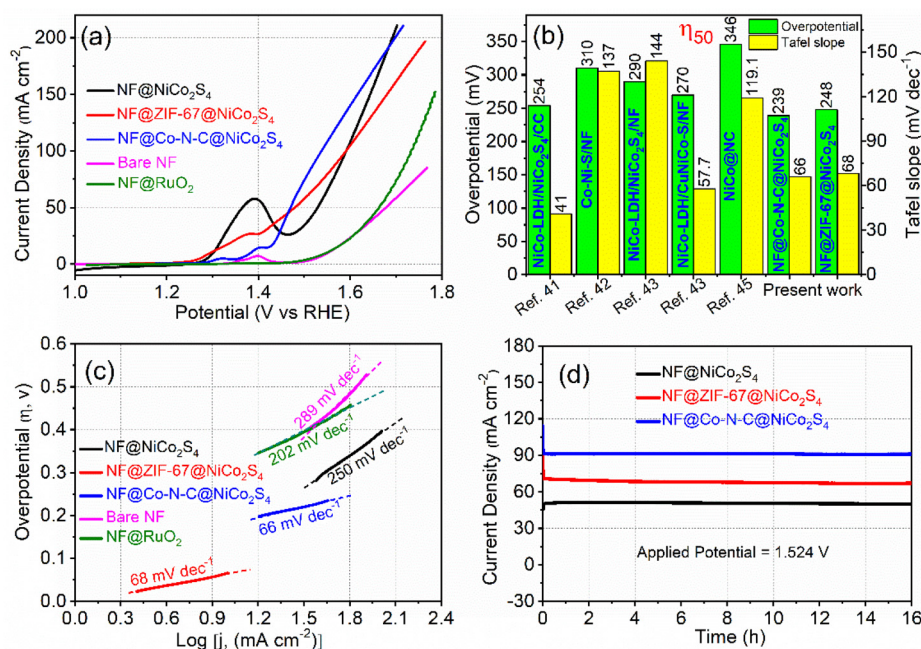 (a)
Current Density (mA cm⁻²)
200
150
100
50
0
NF@NiCo₂S₄
NF@ZIF-67@NiCo₂S₄
NF@Co-N-C@NiCo₂S₄
Bare NF
NF@RuO₂
1.0 1.2 1.4 1.6 1.8
Potential (V vs RHE)
(b)
η₅₀
Overpotential
Tafel slope
Overpotential (mV)
350
300
250
200
150
100
50
0
254 41 310 137 290 144 270 57.7 346 119.1 239 66 248 68
NiCo-LDH/NiCo₂S₄/CC
Co-Ni-S/NF
NiCo-LDH/NiCo₂S₄/NF
NiCo-LDH/CuNiCo-S/NF
NiCo@NC
NF@Co-N-C@NiCo₂S₄
NF@ZIF-67@NiCo₂S₄
Tafel slope (mV dec⁻¹)
150
120
90
60
30
0
Ref. 41 Ref. 42 Ref. 43 Ref. 43 Ref. 45 Present work
(c)
Overpotential (η, v)
0.6
0.5
0.4
0.3
0.2
0.1
0.0
289 mV dec⁻¹
202 mV dec⁻¹
250 mV dec⁻¹
66 mV dec⁻¹
68 mV dec⁻¹
NF@NiCo₂S₄
NF@ZIF-67@NiCo₂S₄
NF@Co-N-C@NiCo₂S₄
Bare NF
NF@RuO₂
0.0 0.3 0.6 0.9 1.2 1.5 1.8 2.1 2.4
Log [j, (mA cm⁻²)]
(d)
Current Density (mA cm⁻²)
180
150
120
90
60
30
0
-30
NF@NiCo₂S₄
NF@ZIF-67@NiCo₂S₄
NF@Co-N-C@NiCo₂S₄
Applied Potential = 1.524 V
0 2 4 6 8 10 12 14 16
Time (h)